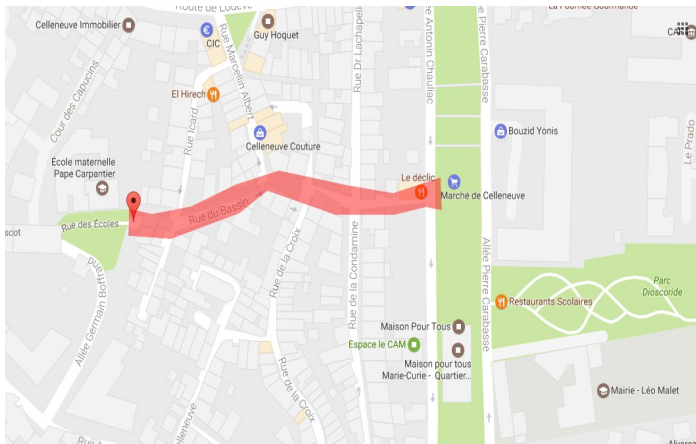 Route de Lodève
La Fournée Gourmande
Celleneuve Immobilier
CIC
Guy Hoquet
Rue Marcellin Albert
Rue Dr Lachapelle
Ave Antonin Chauliac
Allée Pierre Carabasse
Cour des Capucins
El Hirech
Rue Icard
Celleneuve Couture
Bouzid Yonis
Le Prado
École maternelle
Pape Carpantier
Le déclic
Marché de Celleneuve
Rue du Bassin
Rue des Écoles
scot
Rue de la Croix
Rue de la Condamine
Allée Germain Boffrand
Allée Pierre Carabasse
Parc
Dioscoride
Restaurants Scolaires
Maison Pour Tous
Espace le CAM
Maison pour tous
Marie-Curie - Quartier...
Rue de la Croix
Mairie - Léo Malet
elleneuve